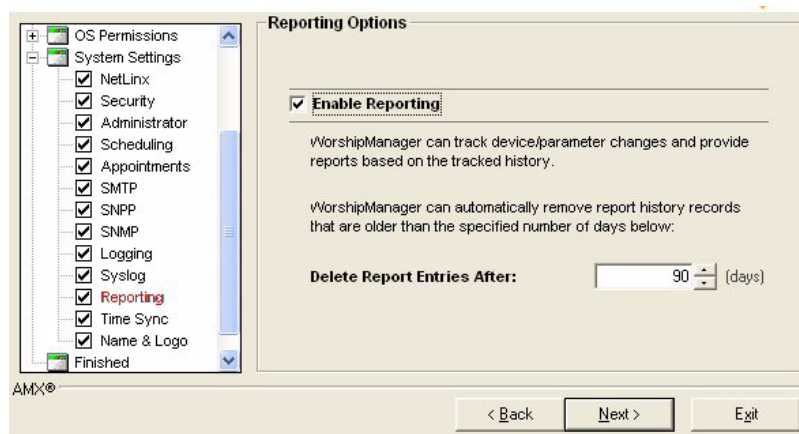 OS Permissions
System Settings
NetLinx
Security
Administrator
Scheduling
Appointments
SMTP
SNPP
SNMP
Logging
Syslog
Reporting
Time Sync
Name & Logo
Finished
Reporting Options
Enable Reporting
WorshipManager can track device/parameter changes and provide
reports based on the tracked history.
WorshipManager can automatically remove report history records
that are older than the specified number of days below:
Delete Report Entries After: 90 (days)
AMX®
< Back Next > Exit